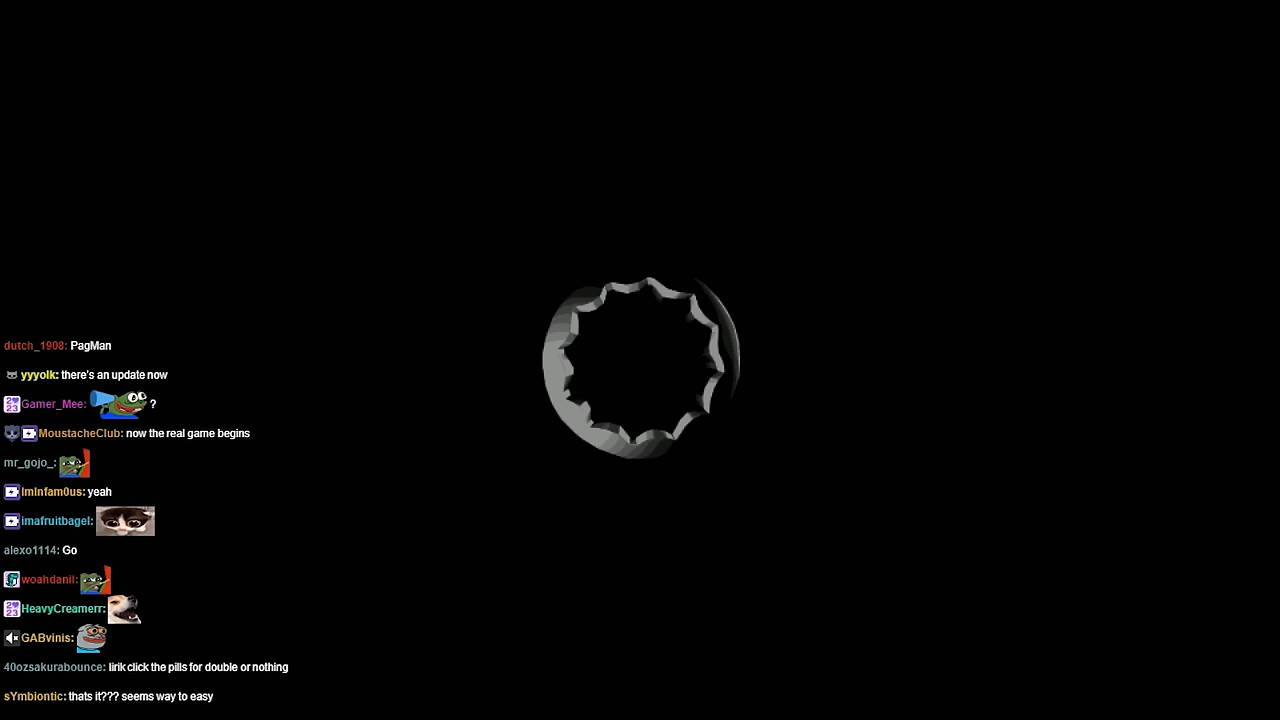 dutch_1908: PagMan
yyyolk: there's an update now
Gamer_Mee: ?
MoustacheClub: now the real game begins
mr_gojo_:
ImInfam0us: yeah
imafruitbagel:
alexo1114: Go
woahdanil:
HeavyCreamerr:
GABvinis:
40ozsakurabounce: lirik click the pills for double or nothing
sYmbiontic: thats it??? seems way to easy